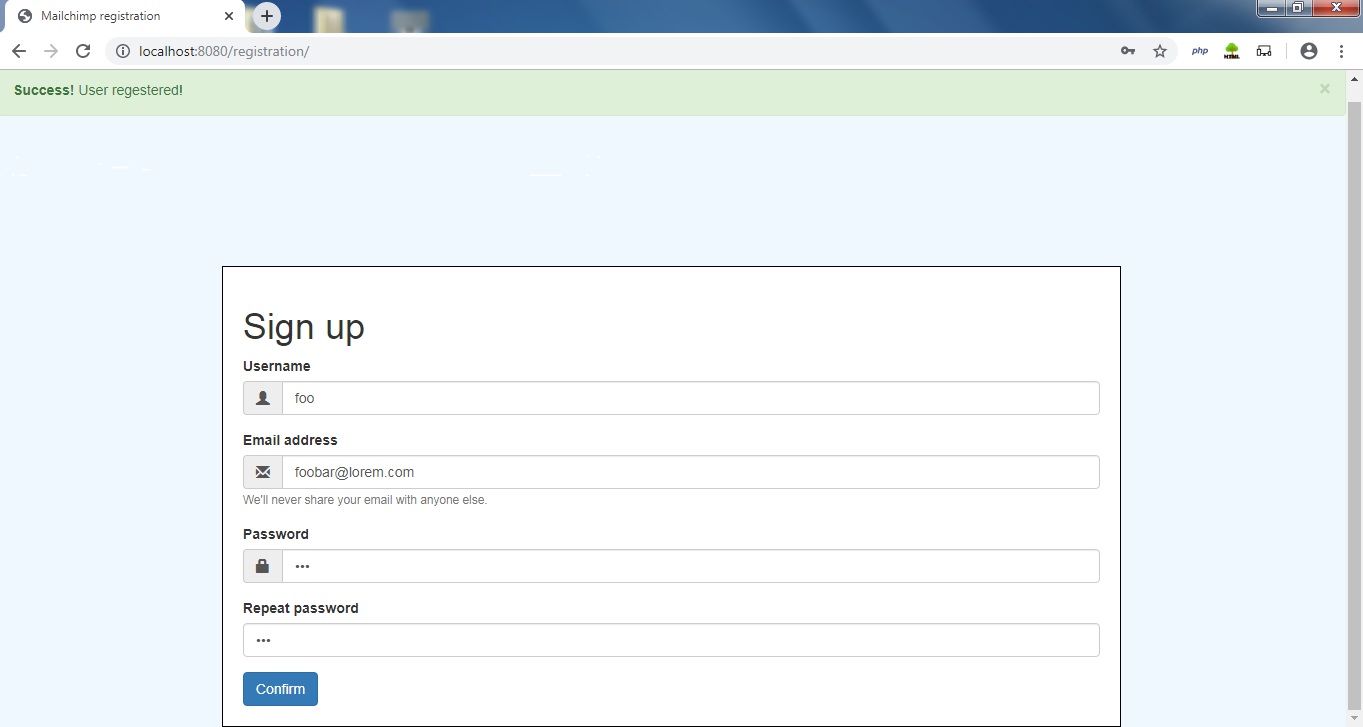 Mailchimp registration
localhost:8080/registration/
php
HTML
Success! User regestered!
×
Sign up
Username
foo
Email address
foobar@lorem.com
We'll never share your email with anyone else.
Password
•••
Repeat password
•••
Confirm